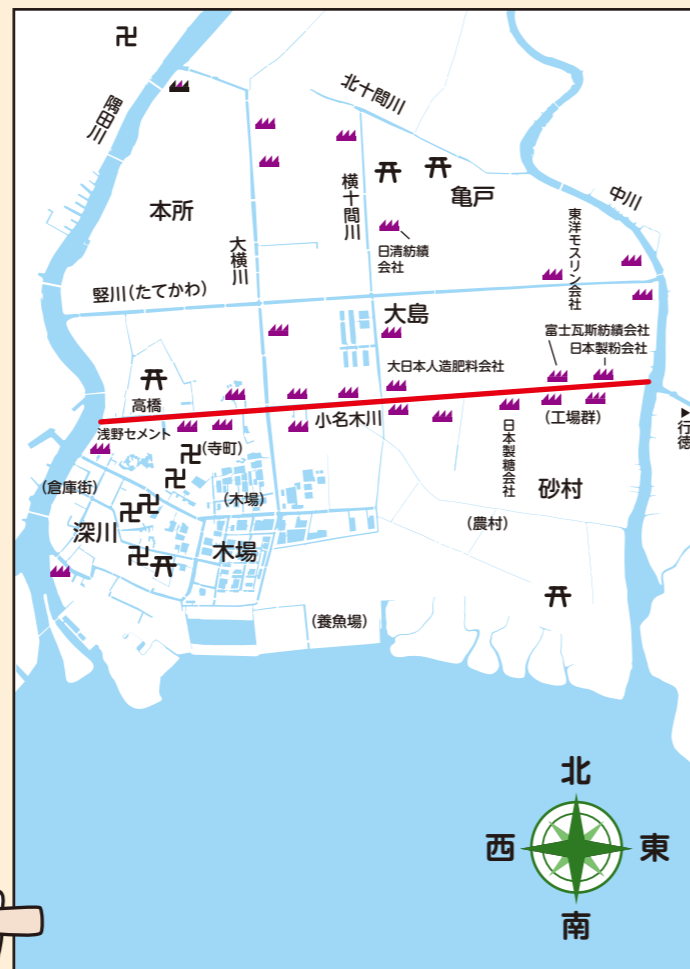 隅田川
北十間川
本所
横十間川
亀戸
中川
大横川
日清紡績
会社
東洋モスリン会社
竪川(たてかわ)
大島
富士瓦斯紡績会社
日本製粉会社
大日本人造肥料会社
高橋
小名木川
(工場群)
▶行徳
浅野セメント
(寺町)
日本製糖会社
(倉庫街)
(木場)
砂村
深川
木場
(農村)
(養魚場)
北
西
東
南